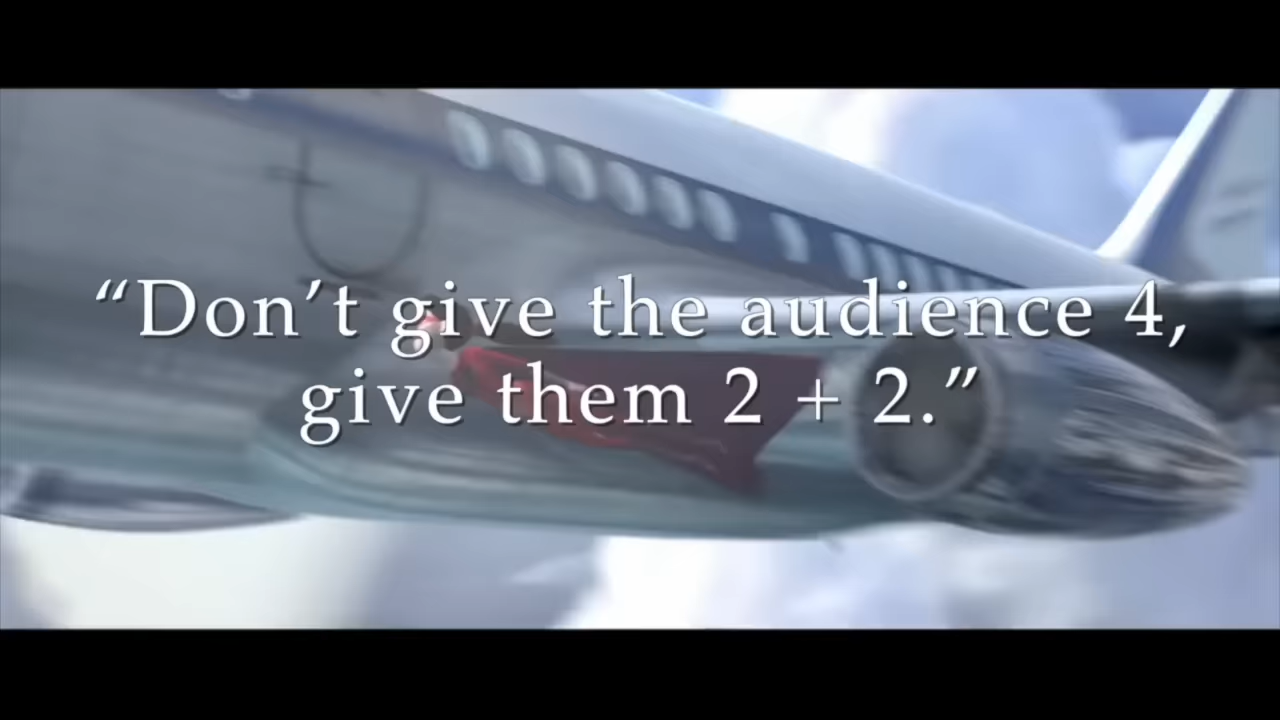 “Don’t give the audience 4,
give them 2 + 2.”